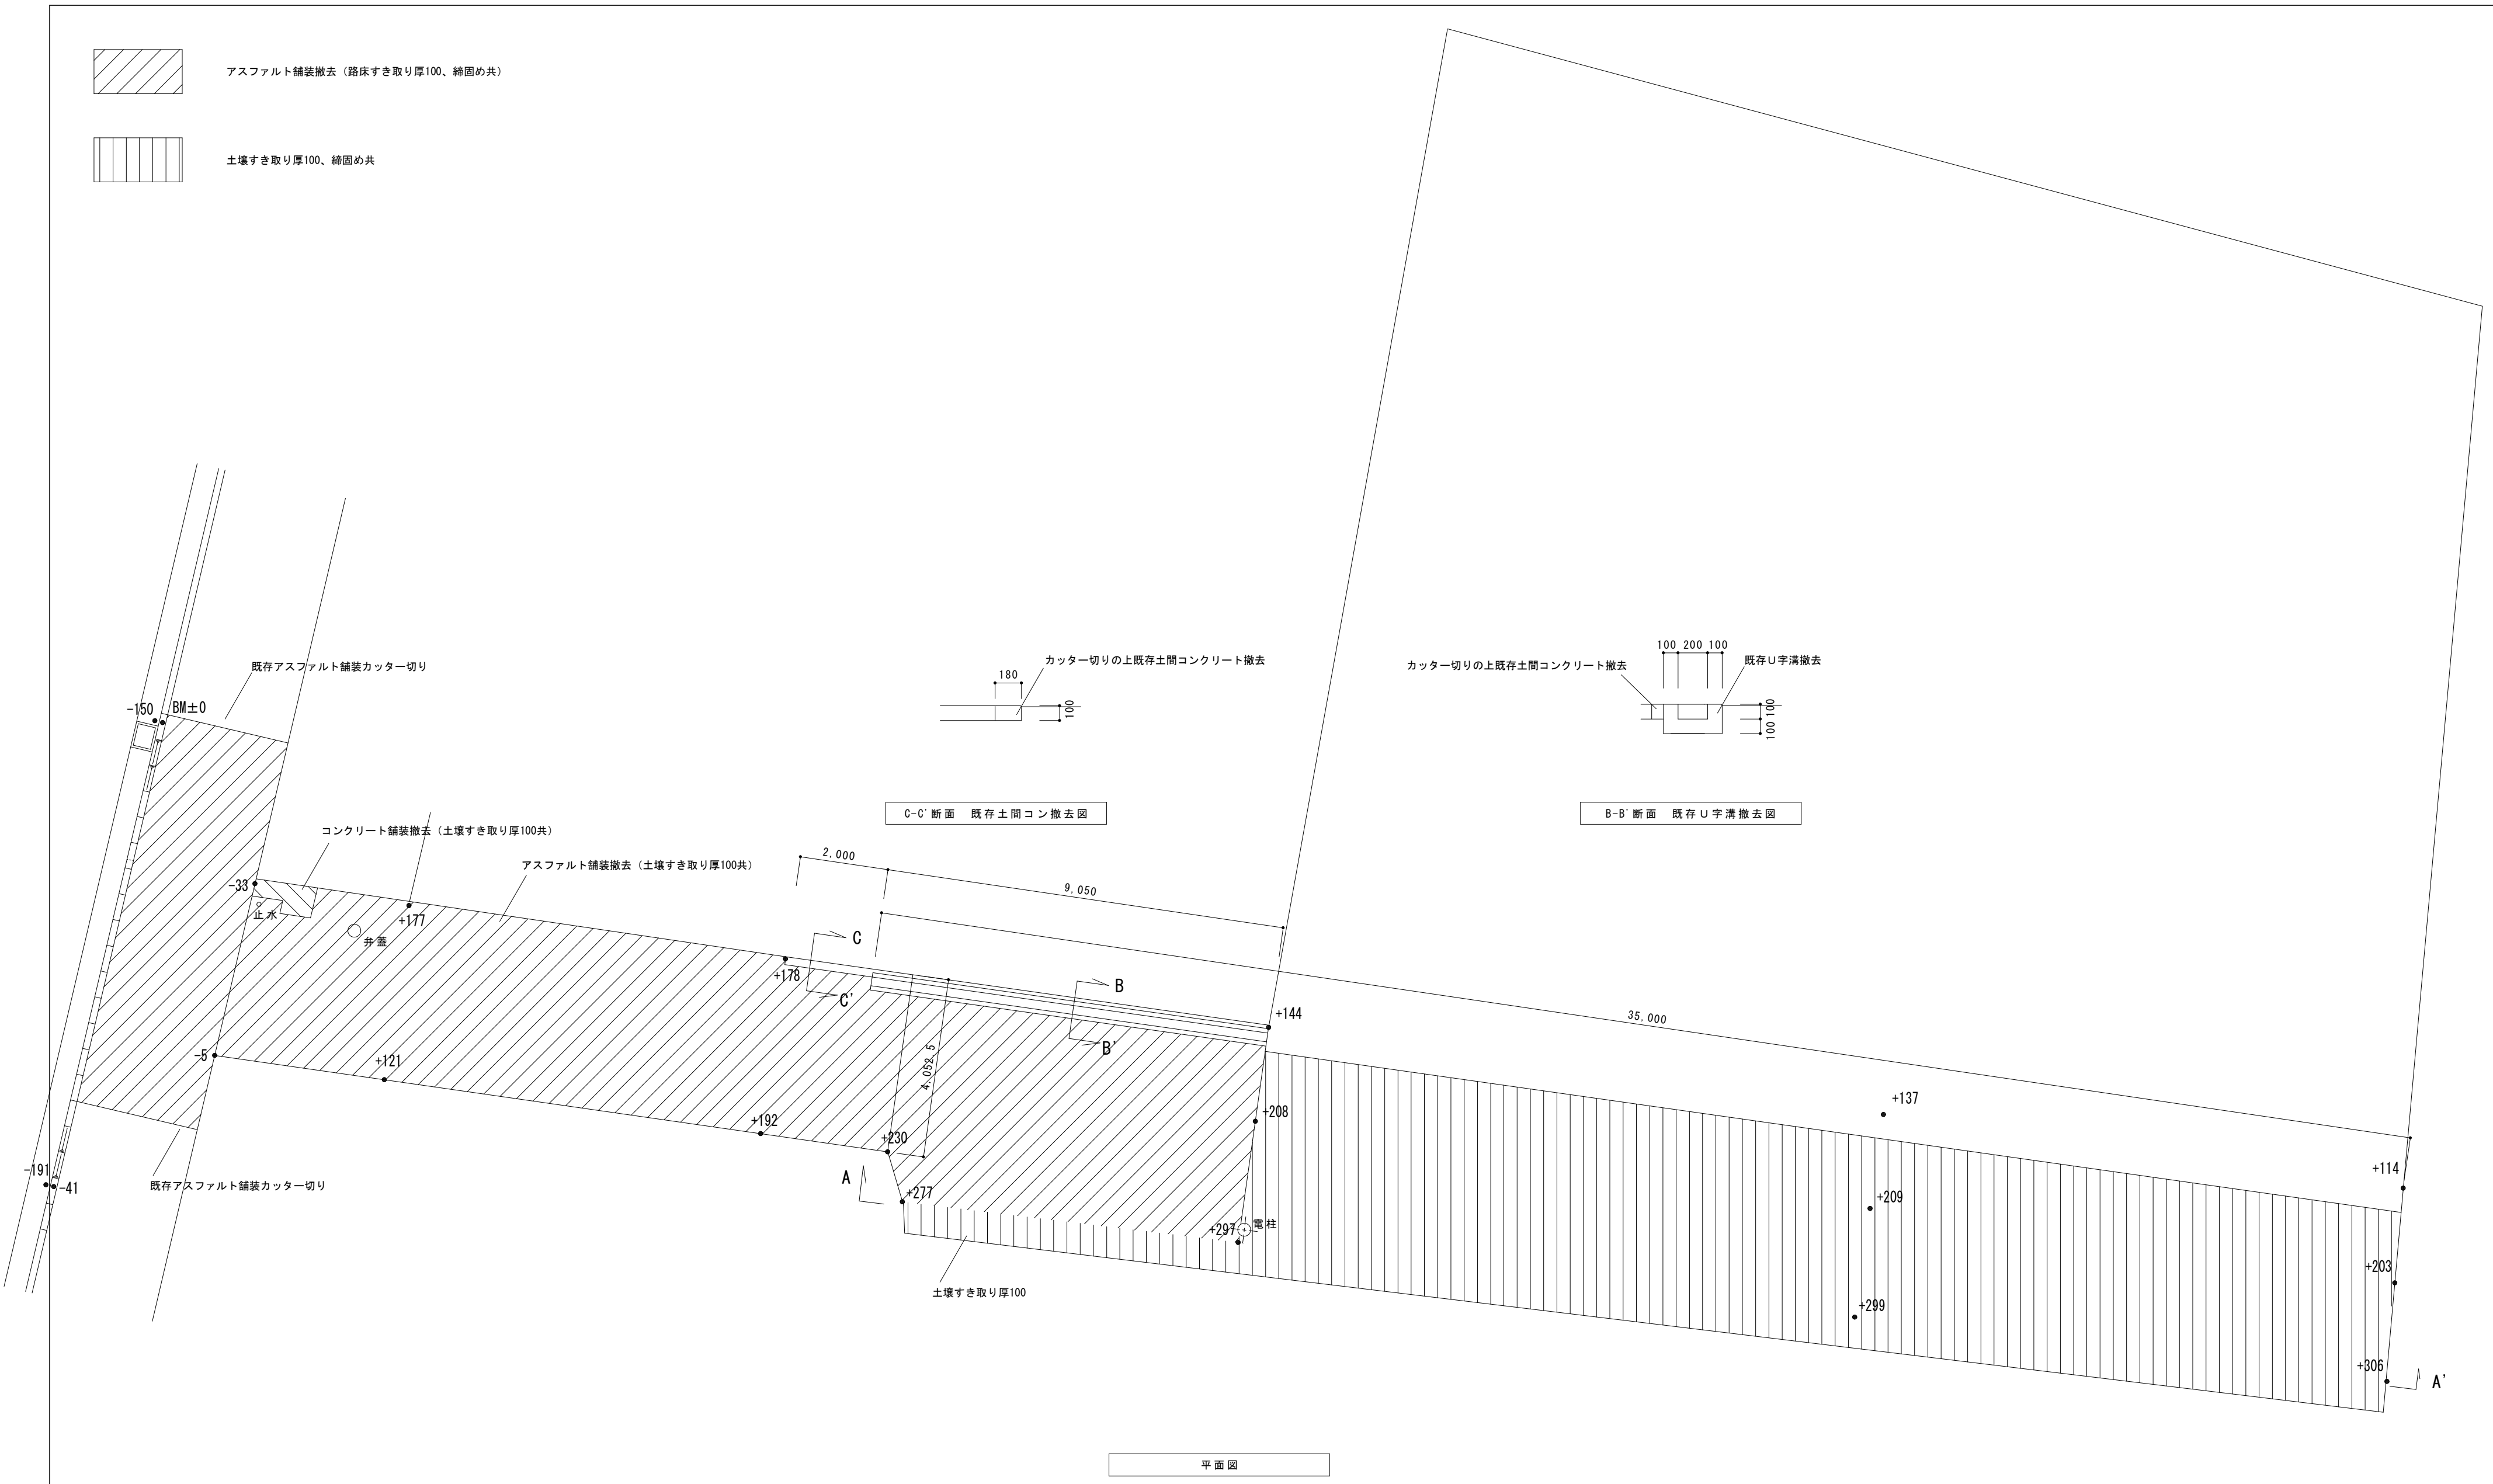 アスファルト舗装撤去（路床すき取り厚100、締固め共）
土壌すき取り厚100、締固め共
既存アスファルト舗装カッター切り
-150
BM±0
コンクリート舗装撤去（土壌すき取り厚100共）
アスファルト舗装撤去（土壌すき取り厚100共）
-33
止水
弁蓋
+177
-5
+121
+178
+192
+230
+277
-191
-41
既存アスファルト舗装カッター切り
180
カッター切りの上既存土間コンクリート撤去
100
C-C'断面　既存土間コン撤去図
100 200 100
カッター切りの上既存土間コンクリート撤去
既存U字溝撤去
100 100
B-B'断面　既存U字溝撤去図
2,000
9,050
35,000
4,052.5
C
C'
B
B'
+144
+208
+297
電柱
A
土壌すき取り厚100
+137
+209
+299
+114
+203
+306
A'
平面図